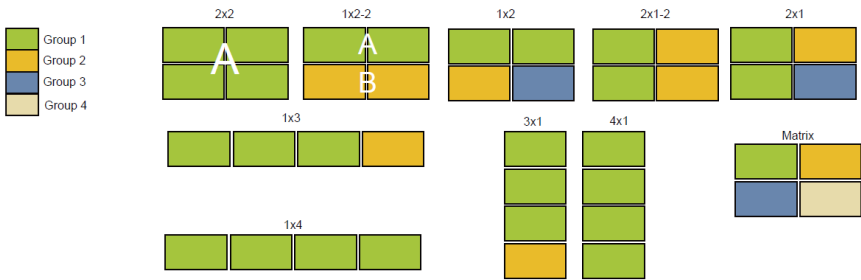 Group 1
Group 2
Group 3
Group 4
2x2
1x2-2
1x2
2x1-2
2x1
A
A
B
1x3
3x1
4x1
Matrix
1x4